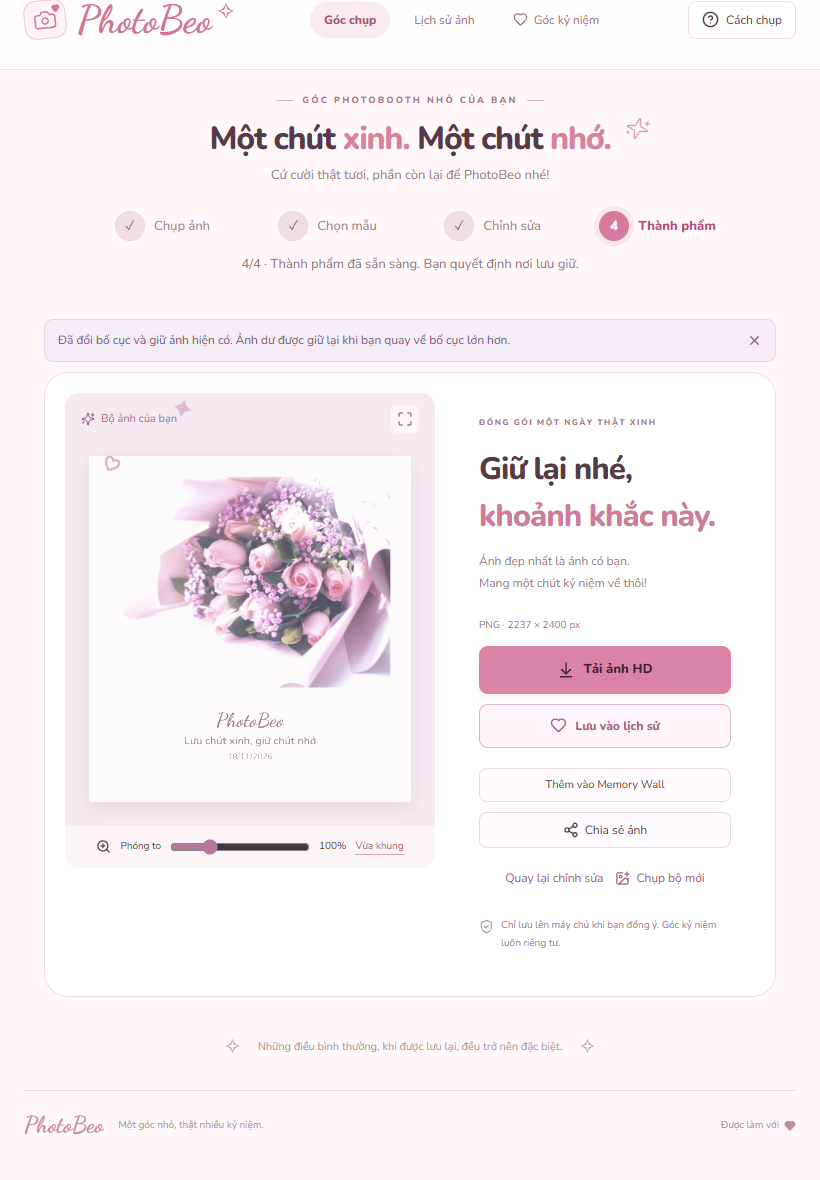 PhotoBeo
Góc chụp
Lịch sử ảnh
Góc kỷ niệm
Cách chụp
GÓC PHOTOBOOTH NHỎ CỦA BẠN
Một chút xinh. Một chút nhớ.
Cứ cười thật tươi, phần còn lại để PhotoBeo nhé!
✓ Chụp ảnh
✓ Chọn mẫu
✓ Chỉnh sửa
4 Thành phẩm
4/4 · Thành phẩm đã sẵn sàng. Bạn quyết định nơi lưu giữ.
Đã đổi bố cục và giữ ảnh hiện có. Ảnh dư được giữ lại khi bạn quay về bố cục lớn hơn.
Bộ ảnh của bạn
PhotoBeo
Lưu chút xinh, giữ chút nhớ
18/11/2026
Phóng to
100%
Vừa khung
ĐÓNG GÓI MỘT NGÀY THẬT XINH
Giữ lại nhé,
khoảnh khắc này.
Ảnh đẹp nhất là ảnh có bạn.
Mang một chút kỷ niệm về thôi!
PNG · 2237 × 2400 px
Tải ảnh HD
Lưu vào lịch sử
Thêm vào Memory Wall
Chia sẻ ảnh
Quay lại chỉnh sửa
Chụp bộ mới
Chỉ lưu lên máy chủ khi bạn đồng ý. Góc kỷ niệm
luôn riêng tư.
Những điều bình thường, khi được lưu lại, đều trở nên đặc biệt.
PhotoBeo
Một góc nhỏ, thật nhiều kỷ niệm.
Được làm với